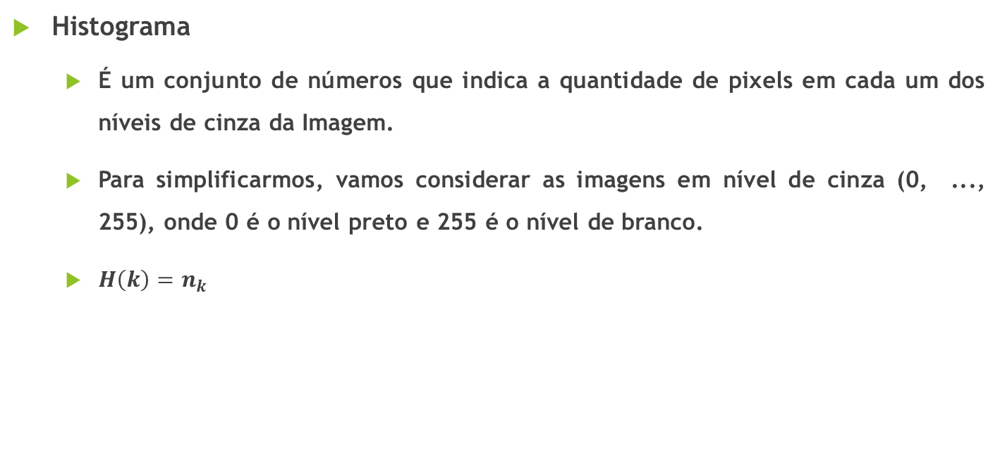 Histograma
É um conjunto de números que indica a quantidade de pixels em cada um dos
níveis de cinza da Imagem.
Para simplificarmos, vamos considerar as imagens em nível de cinza (0, ...,
255), onde 0 é o nível preto e 255 é o nível de branco.
H(k) = nₖ